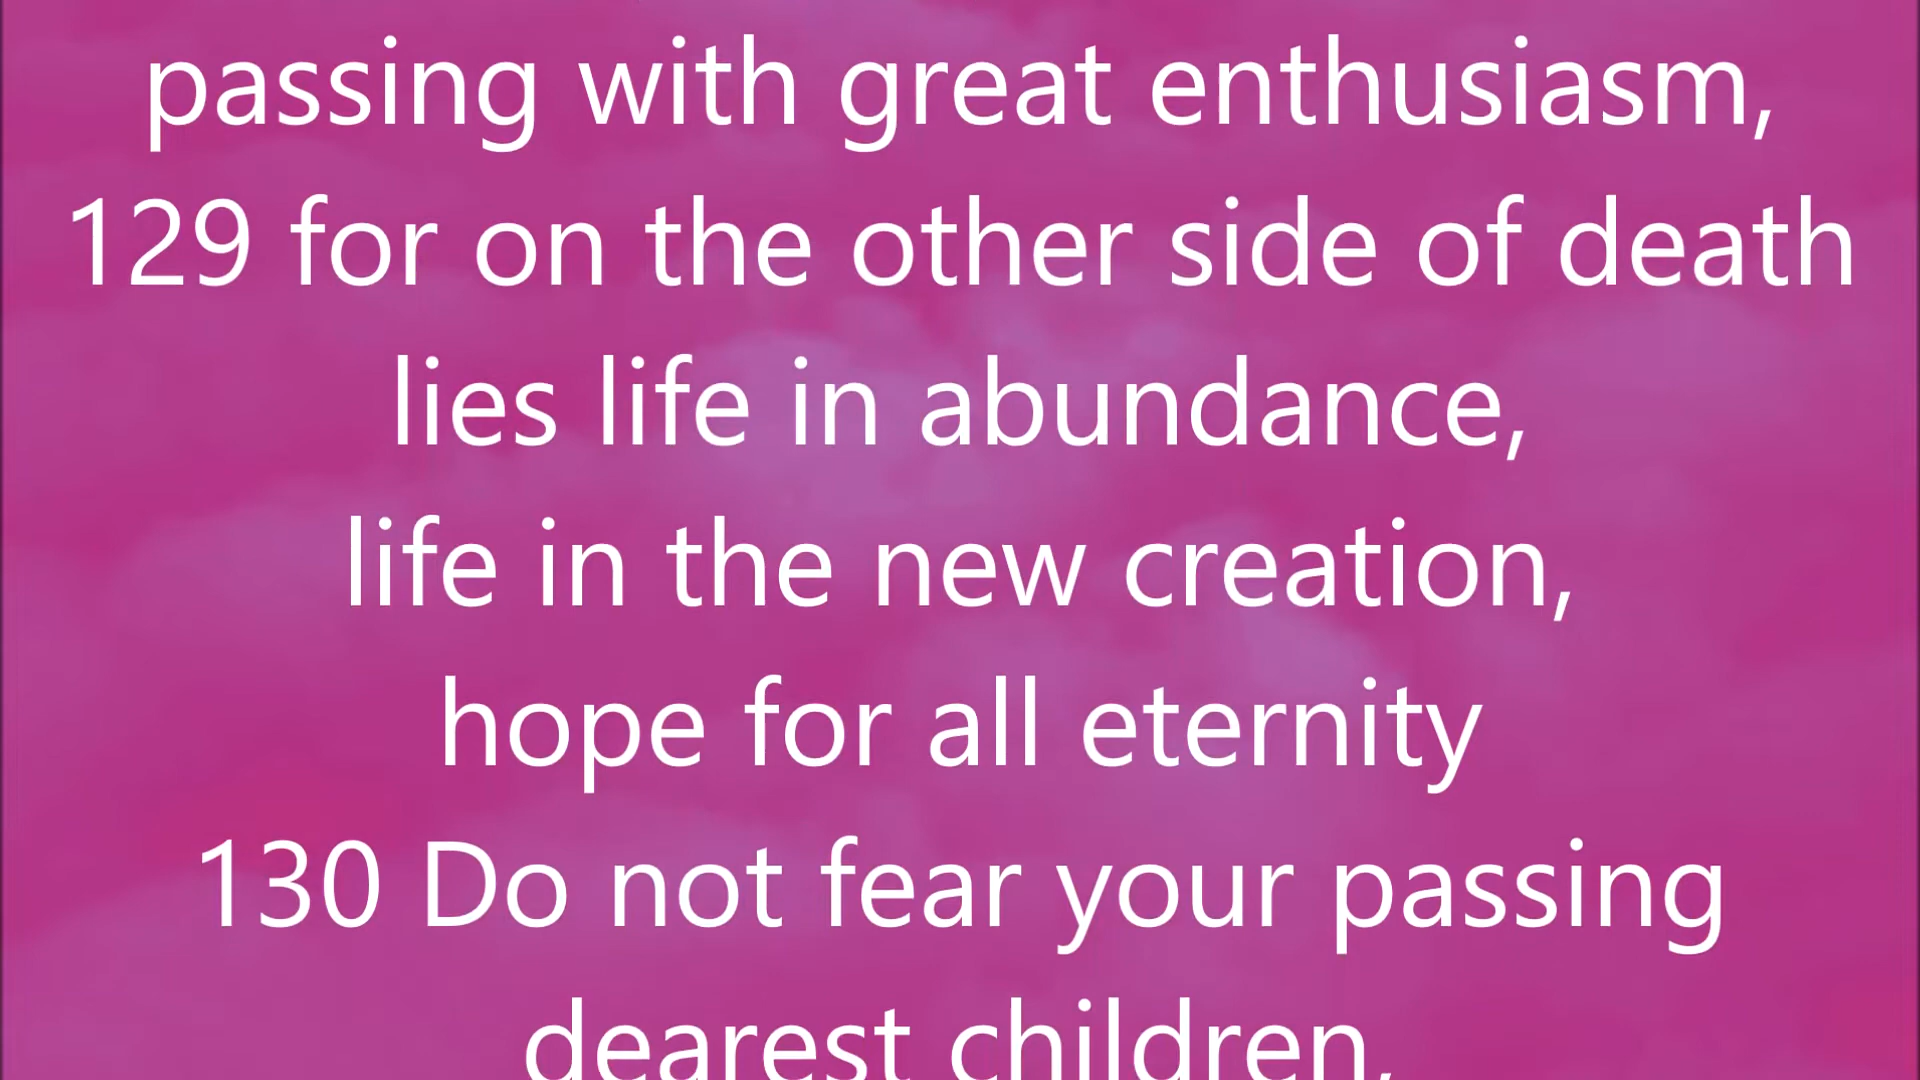 passing with great enthusiasm,
129 for on the other side of death
lies life in abundance,
life in the new creation,
hope for all eternity
130 Do not fear your passing
dearest children,